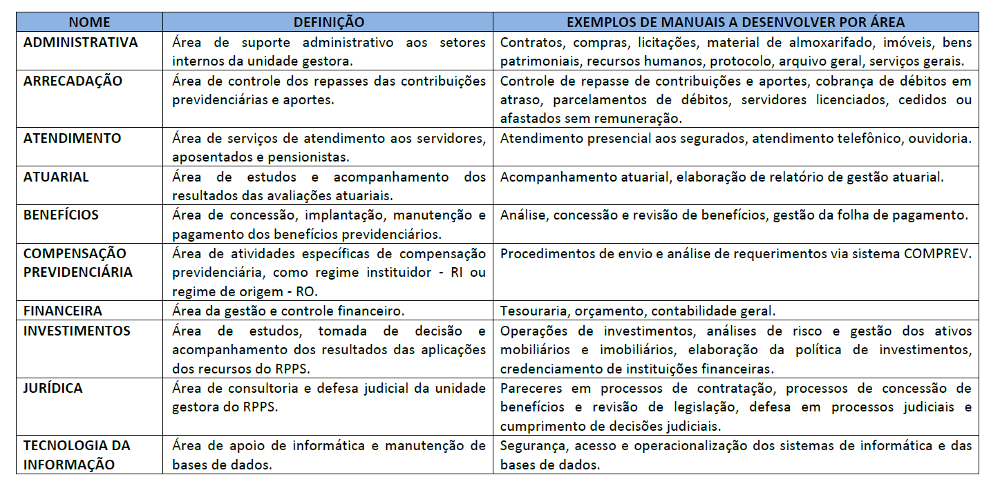 NOME DEFINIÇÃO EXEMPLOS DE MANUAIS A DESENVOLVER POR ÁREA
ADMINISTRATIVA
Área de suporte administrativo aos setores
internos da unidade gestora.
Contratos, compras, licitações, material de almoxarifado, imóveis, bens
patrimoniais, recursos humanos, protocolo, arquivo geral, serviços gerais.
ARRECADAÇÃO
Área de controle dos repasses das contribuições
previdenciárias e aportes.
Controle de repasse de contribuições e aportes, cobrança de débitos em
atraso, parcelamentos de débitos, servidores licenciados, cedidos ou
afastados sem remuneração.
ATENDIMENTO
Área de serviços de atendimento aos servidores,
aposentados e pensionistas.
Atendimento presencial aos segurados, atendimento telefônico, ouvidoria.
ATUARIAL
Área de estudos e acompanhamento dos
resultados das avaliações atuariais.
Acompanhamento atuarial, elaboração de relatório de gestão atuarial.
BENEFÍCIOS
Área de concessão, implantação, manutenção e
pagamento dos benefícios previdenciários.
Análise, concessão e revisão de benefícios, gestão da folha de pagamento.
COMPENSAÇÃO
PREVIDENCIÁRIA
Área de atividades específicas de compensação
previdenciária, como regime instituidor - RI ou
regime de origem - RO.
Procedimentos de envio e análise de requerimentos via sistema COMPREV.
FINANCEIRA
Área da gestão e controle financeiro.
Tesouraria, orçamento, contabilidade geral.
INVESTIMENTOS
Área de estudos, tomada de decisão e
acompanhamento dos resultados das aplicações
dos recursos do RPPS.
Operações de investimentos, análises de risco e gestão dos ativos
mobiliários e imobiliários, elaboração da política de investimentos,
credenciamento de instituições financeiras.
JURÍDICA
Área de consultoria e defesa judicial da unidade
gestora do RPPS.
Pareceres em processos de contratação, processos de concessão de
benefícios e revisão de legislação, defesa em processos judiciais e
cumprimento de decisões judiciais.
TECNOLOGIA DA
INFORMAÇÃO
Área de apoio de informática e manutenção de
bases de dados.
Segurança, acesso e operacionalização dos sistemas de informática e das
bases de dados.